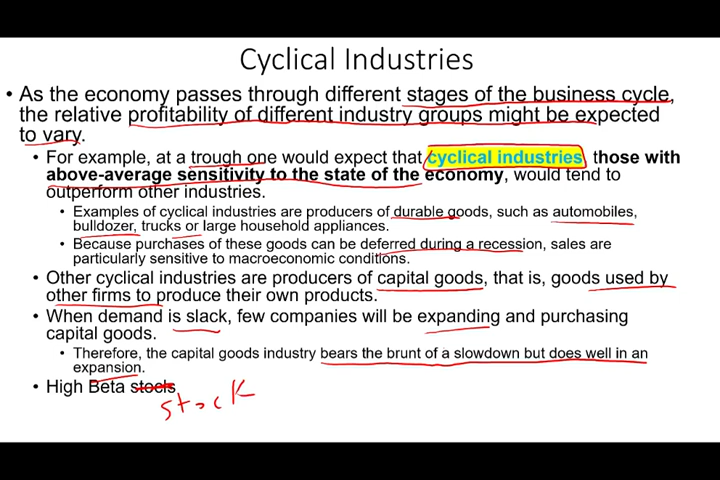 Cyclical Industries
• As the economy passes through different stages of the business cycle,
the relative profitability of different industry groups might be expected
to vary.
• For example, at a trough one would expect that cyclical industries, those with
above-average sensitivity to the state of the economy, would tend to
outperform other industries.
• Examples of cyclical industries are producers of durable goods, such as automobiles,
bulldozer, trucks or large household appliances.
• Because purchases of these goods can be deferred during a recession, sales are
particularly sensitive to macroeconomic conditions.
• Other cyclical industries are producers of capital goods, that is, goods used by
other firms to produce their own products.
• When demand is slack, few companies will be expanding and purchasing
capital goods.
• Therefore, the capital goods industry bears the brunt of a slowdown but does well in an
expansion.
• High Beta
stock